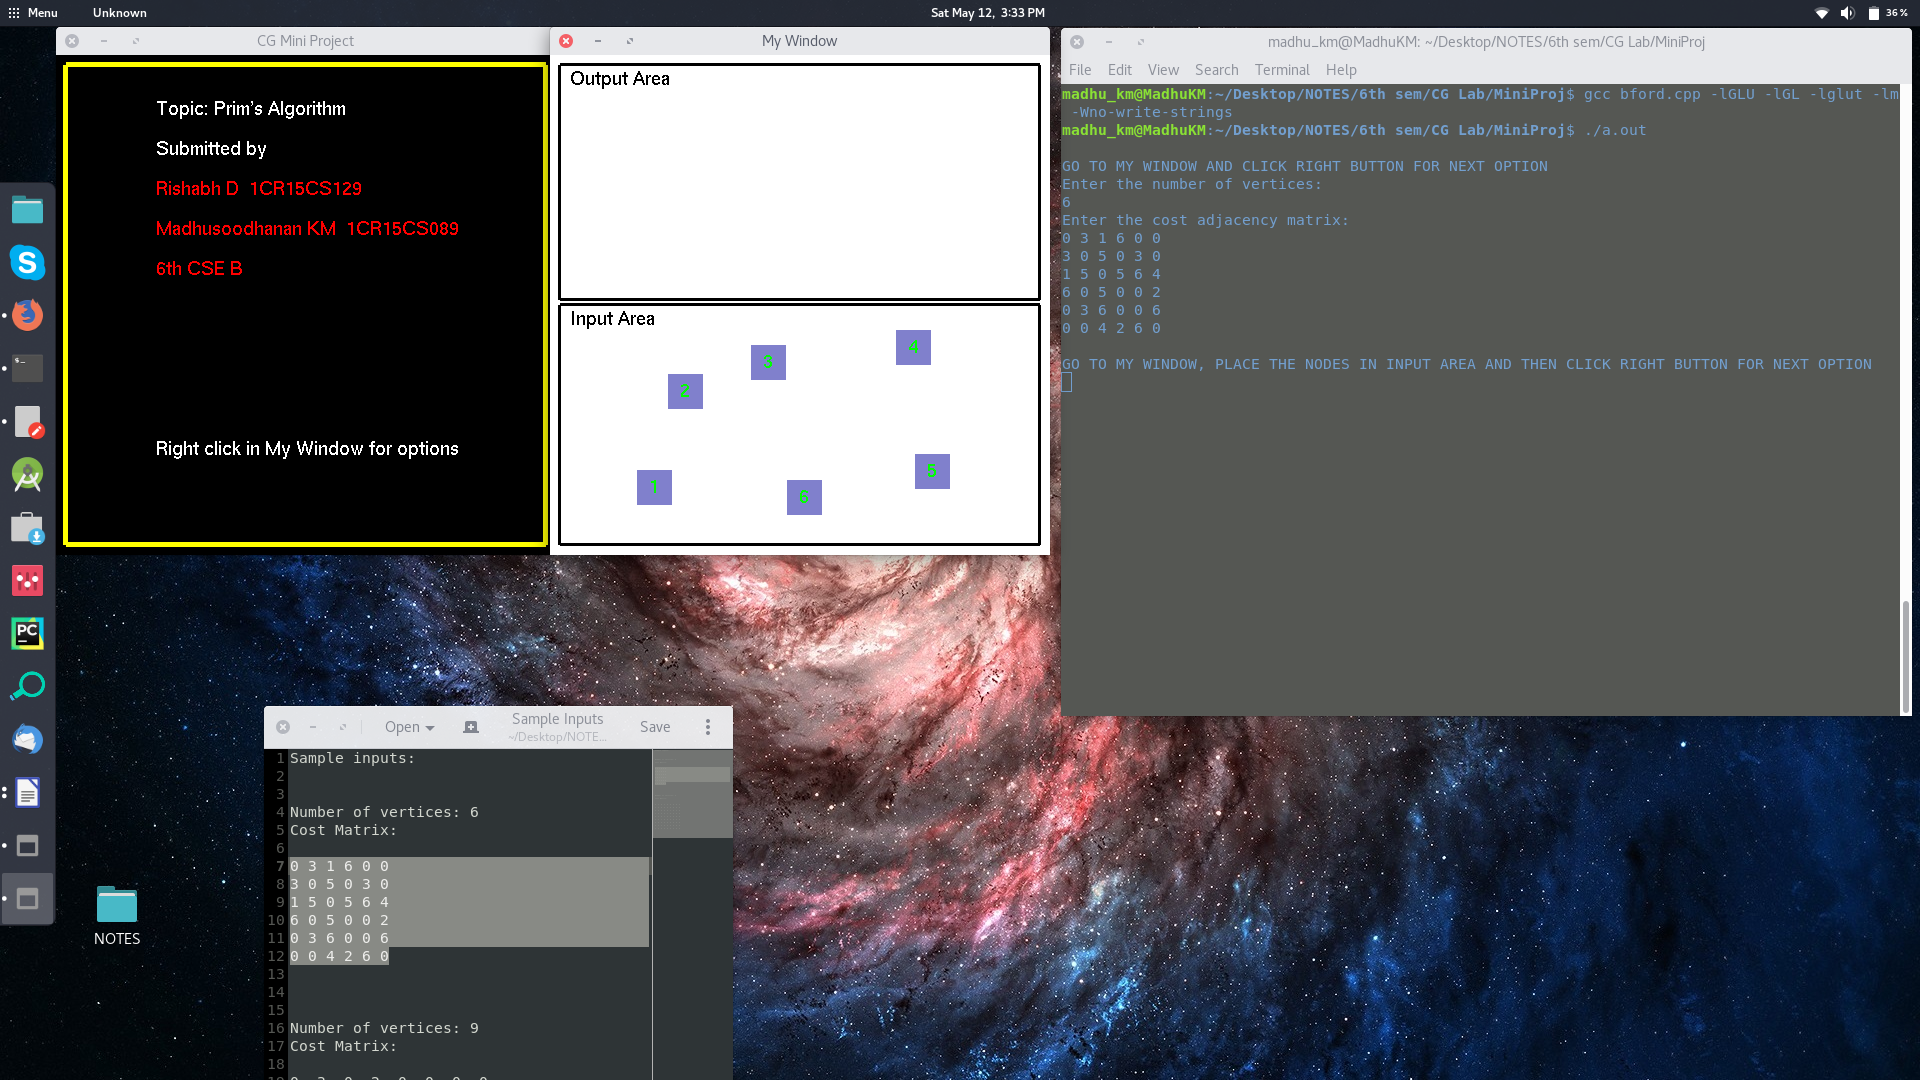 Menu
Unknown
Sat May 12, 3:33 PM
36%
CG Mini Project
Topic: Prim's Algorithm
Submitted by
Rishabh D 1CR15CS129
Madhusoodhanan KM 1CR15CS089
6th CSE B
Right click in My Window for options
My Window
Output Area
Input Area
3
4
2
5
1
6
madhu_km@MadhuKM: ~/Desktop/NOTES/6th sem/CG Lab/MiniProj
File Edit View Search Terminal Help
madhu_km@MadhuKM:~/Desktop/NOTES/6th sem/CG Lab/MiniProj$ gcc bford.cpp -lGLU -lGL -lglut -lm
-Wno-write-strings
madhu_km@MadhuKM:~/Desktop/NOTES/6th sem/CG Lab/MiniProj$ ./a.out
GO TO MY WINDOW AND CLICK RIGHT BUTTON FOR NEXT OPTION
Enter the number of vertices:
6
Enter the cost adjacency matrix:
0 3 1 6 0 0
3 0 5 0 3 0
1 5 0 5 6 4
6 0 5 0 0 2
0 3 6 0 0 6
0 0 4 2 6 0
GO TO MY WINDOW, PLACE THE NODES IN INPUT AREA AND THEN CLICK RIGHT BUTTON FOR NEXT OPTION
S
$ _
PC
NOTES
Open
Sample Inputs
~/Desktop/NOTE...
Save
1 Sample inputs:
2
3
4 Number of vertices: 6
5 Cost Matrix:
6
7 0 3 1 6 0 0
8 3 0 5 0 3 0
9 1 5 0 5 6 4
10 6 0 5 0 0 2
11 0 3 6 0 0 6
12 0 0 4 2 6 0
13
14
15
16 Number of vertices: 9
17 Cost Matrix:
18